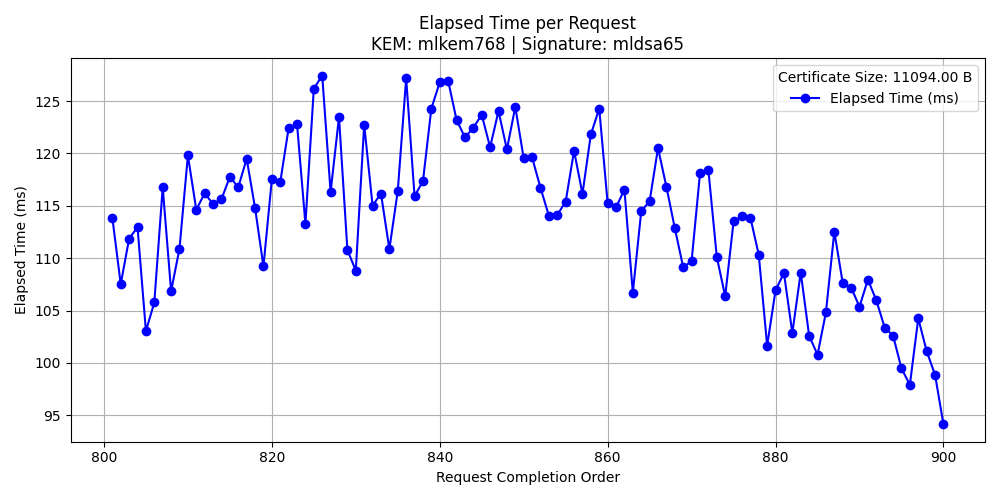 Elapsed Time per Request
KEM: mlkem768 | Signature: mldsa65
Certificate Size: 11094.00 B
Elapsed Time (ms)
Elapsed Time (ms)
125
120
115
110
105
100
95
800 820 840 860 880 900
Request Completion Order